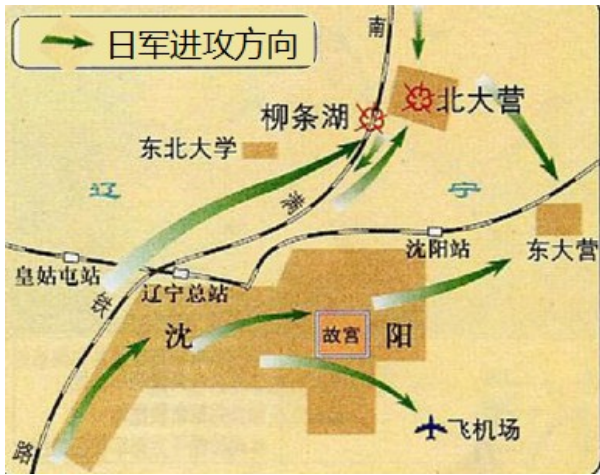 日军进攻方向
南
北大营
柳条湖
东北大学
辽
宁
满
沈阳站
东大营
皇姑屯站
辽宁总站
铁
沈
故宫
阳
飞机场
路